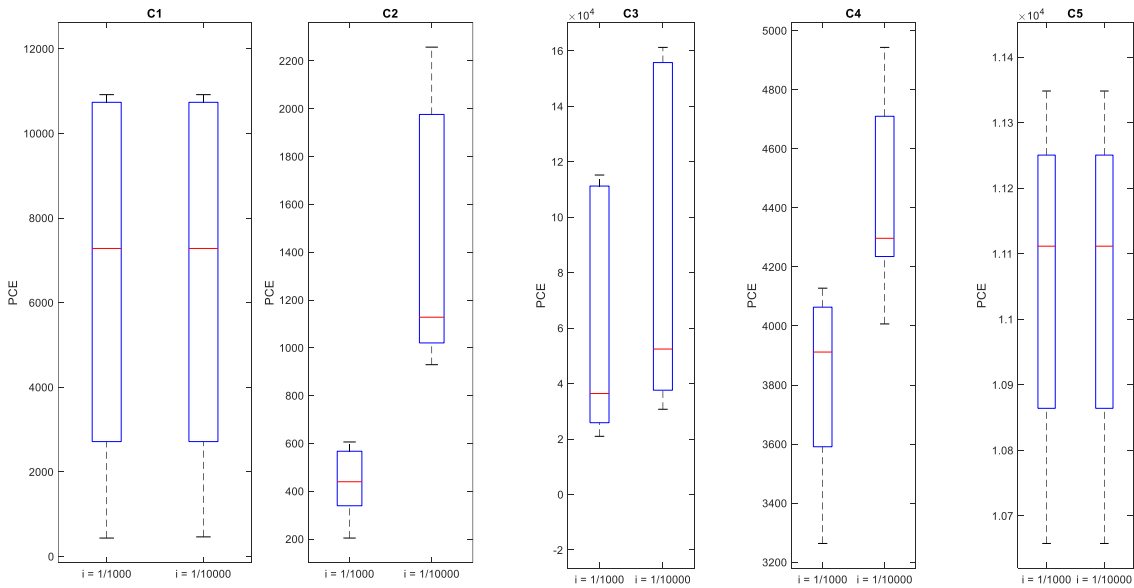 C1
12000
10000
8000
6000
4000
2000
0
PCE
i = 1/1000
i = 1/10000
C2
2200
2000
1800
1600
1400
1200
1000
800
600
400
200
PCE
i = 1/1000
i = 1/10000
×10⁴
C3
16
14
12
10
8
6
4
2
0
-2
PCE
i = 1/1000
i = 1/10000
C4
5000
4800
4600
4400
4200
4000
3800
3600
3400
3200
PCE
i = 1/1000
i = 1/10000
×10⁴
C5
1.14
1.13
1.12
1.11
1.1
1.09
1.08
1.07
PCE
i = 1/1000
i = 1/10000